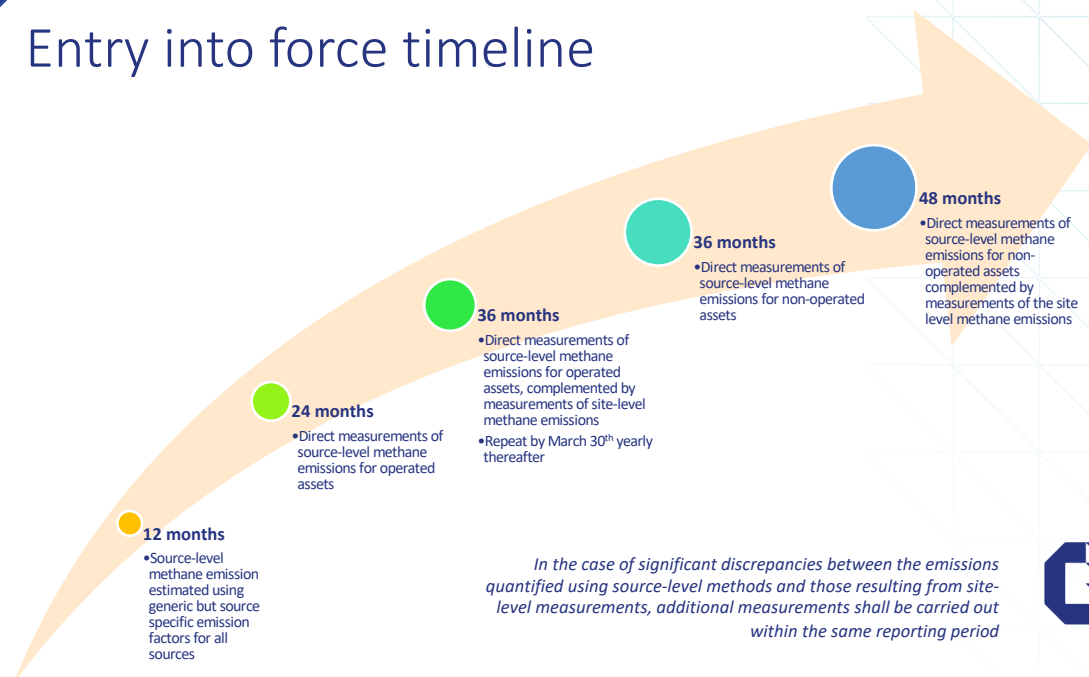 Entry into force timeline
12 months
•Source-level
methane emission
estimated using
generic but source
specific emission
factors for all
sources
24 months
•Direct measurements of
source-level methane
emissions for operated
assets
36 months
•Direct measurements of
source-level methane
emissions for operated
assets, complemented by
measurements of site-level
methane emissions
•Repeat by March 30th yearly
thereafter
36 months
•Direct measurements of
source-level methane
emissions for non-operated
assets
48 months
•Direct measurements of
source-level methane
emissions for non-
operated assets
complemented by
measurements of the site
level methane emissions
In the case of significant discrepancies between the emissions
quantified using source-level methods and those resulting from site-
level measurements, additional measurements shall be carried out
within the same reporting period